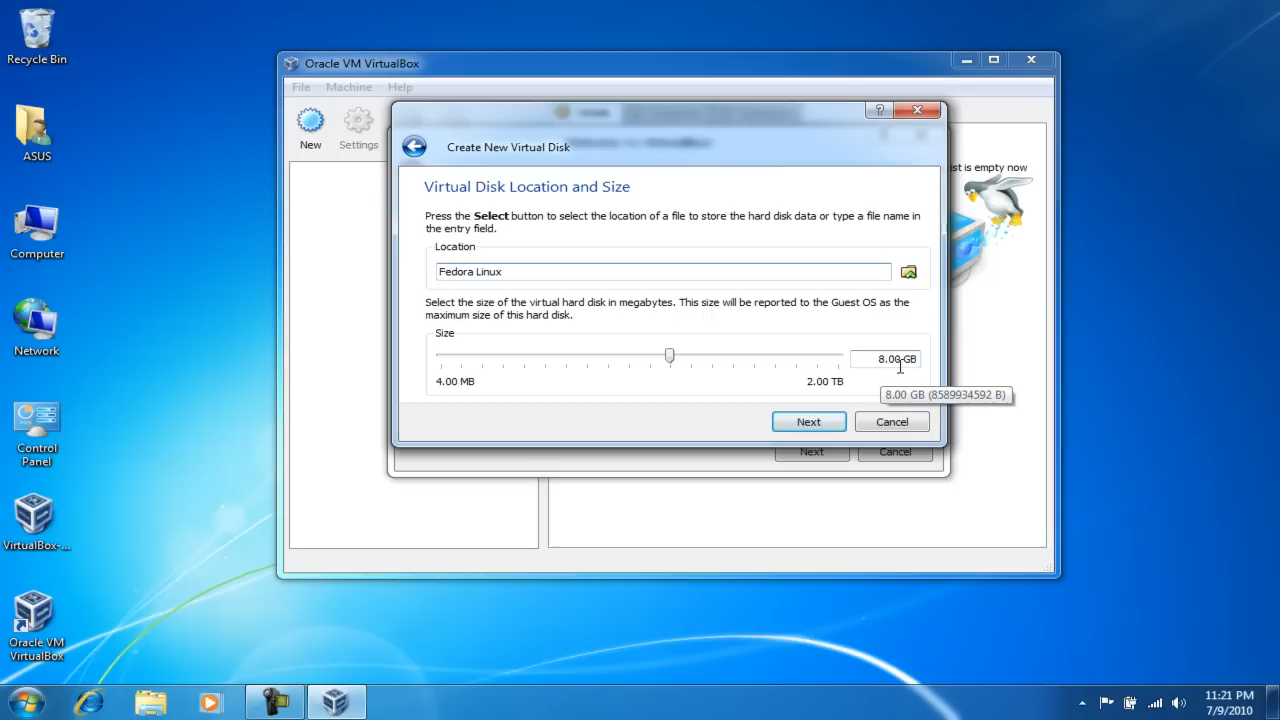 Recycle Bin
ASUS
Computer
Network
Control
Panel
VirtualBox-...
Oracle VM
VirtualBox
Oracle VM VirtualBox
File Machine Help
New
Settings
ist is empty now
Create New Virtual Disk
Virtual Disk Location and Size
Press the Select button to select the location of a file to store the hard disk data or type a file name in
the entry field.
Location
Fedora Linux
Select the size of the virtual hard disk in megabytes. This size will be reported to the Guest OS as the
maximum size of this hard disk.
Size
8.00 GB
4.00 MB 2.00 TB
8.00 GB (8589934592 B)
Next Cancel
Next Cancel
11:21 PM
7/9/2010